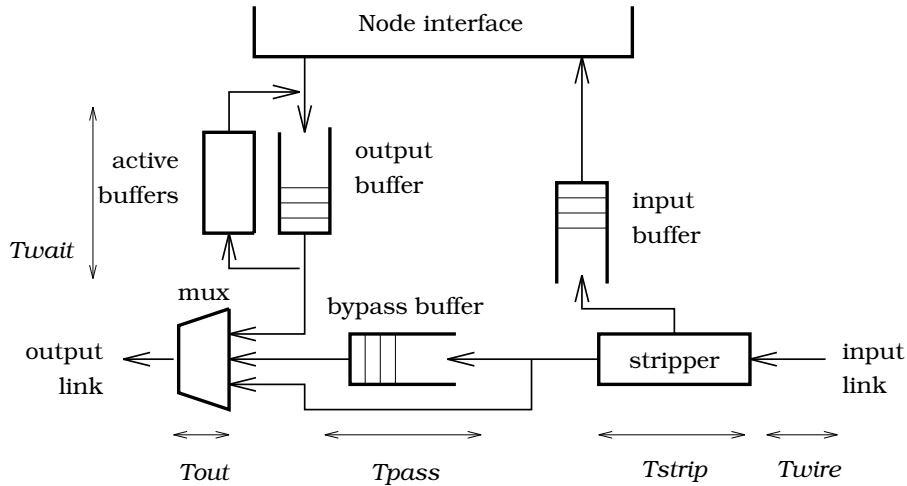 Node interface
active
buffers
output
buffer
input
buffer
Twait
mux
bypass buffer
output
link
stripper
input
link
Tout
Tpass
Tstrip
Twire